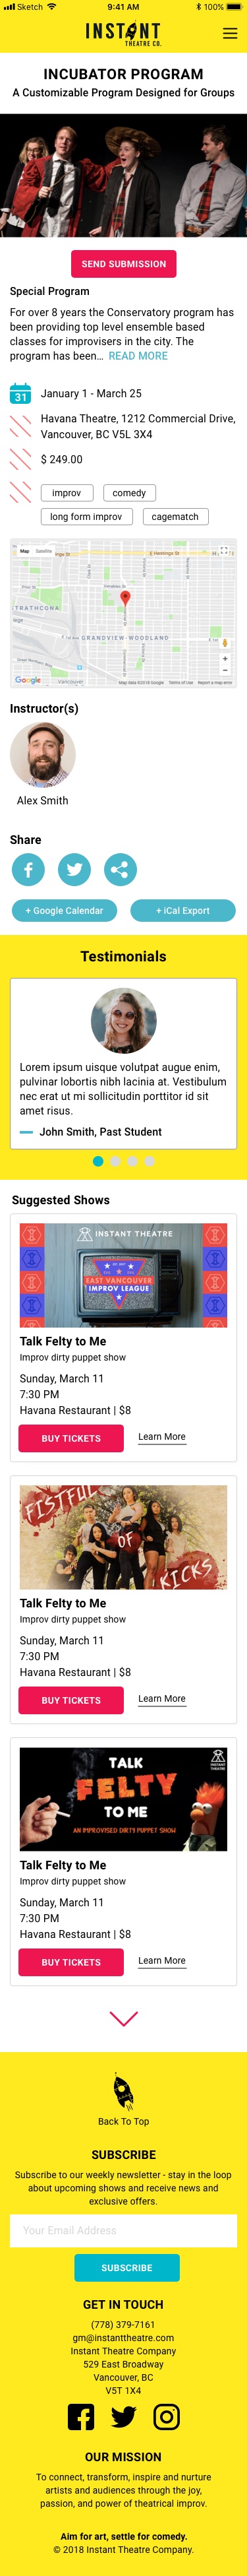 Sketch
9:41 AM
100%
INSTANT
THEATRE CO.
INCUBATOR PROGRAM
A Customizable Program Designed for Groups
SEND SUBMISSION
Special Program
For over 8 years the Conservatory program has
been providing top level ensemble based
classes for improvisers in the city. The
program has been... READ MORE
31
January 1 - March 25
Havana Theatre, 1212 Commercial Drive,
Vancouver, BC V5L 3X4
$ 249.00
improv
comedy
long form improv
cagematch
Map
Satellite
E Hastings St
STRATHCONA
GRANDVIEW-WOODLAND
Google
Vancouver
Map data ©2018 Google
Terms of Use
Report a map error
Instructor(s)
Alex Smith
Share
+ Google Calendar
+ iCal Export
Testimonials
Lorem ipsum uisque volutpat augue enim,
pulvinar lobortis nibh lacinia at. Vestibulum
nec erat ut mi sollicitudin porttitor id sit
amet risus.
John Smith, Past Student
Suggested Shows
INSTANT THEATRE
EAST VANCOUVER
IMPROV LEAGUE
Talk Felty to Me
Improv dirty puppet show
Sunday, March 11
7:30 PM
Havana Restaurant | $8
BUY TICKETS
Learn More
FISTFUL
OF
KICKS
Talk Felty to Me
Improv dirty puppet show
Sunday, March 11
7:30 PM
Havana Restaurant | $8
BUY TICKETS
Learn More
TALK
FELTY
TO ME
AN IMPROVISED DIRTY PUPPET SHOW
INSTANT
THEATRE
Talk Felty to Me
Improv dirty puppet show
Sunday, March 11
7:30 PM
Havana Restaurant | $8
BUY TICKETS
Learn More
Back To Top
SUBSCRIBE
Subscribe to our weekly newsletter - stay in the loop
about upcoming shows and receive news and
exclusive offers.
Your Email Address
SUBSCRIBE
GET IN TOUCH
(778) 379-7161
gm@instanttheatre.com
Instant Theatre Company
529 East Broadway
Vancouver, BC
V5T 1X4
OUR MISSION
To connect, transform, inspire and nurture
artists and audiences through the joy,
passion, and power of theatrical improv.
Aim for art, settle for comedy.
© 2018 Instant Theatre Company.